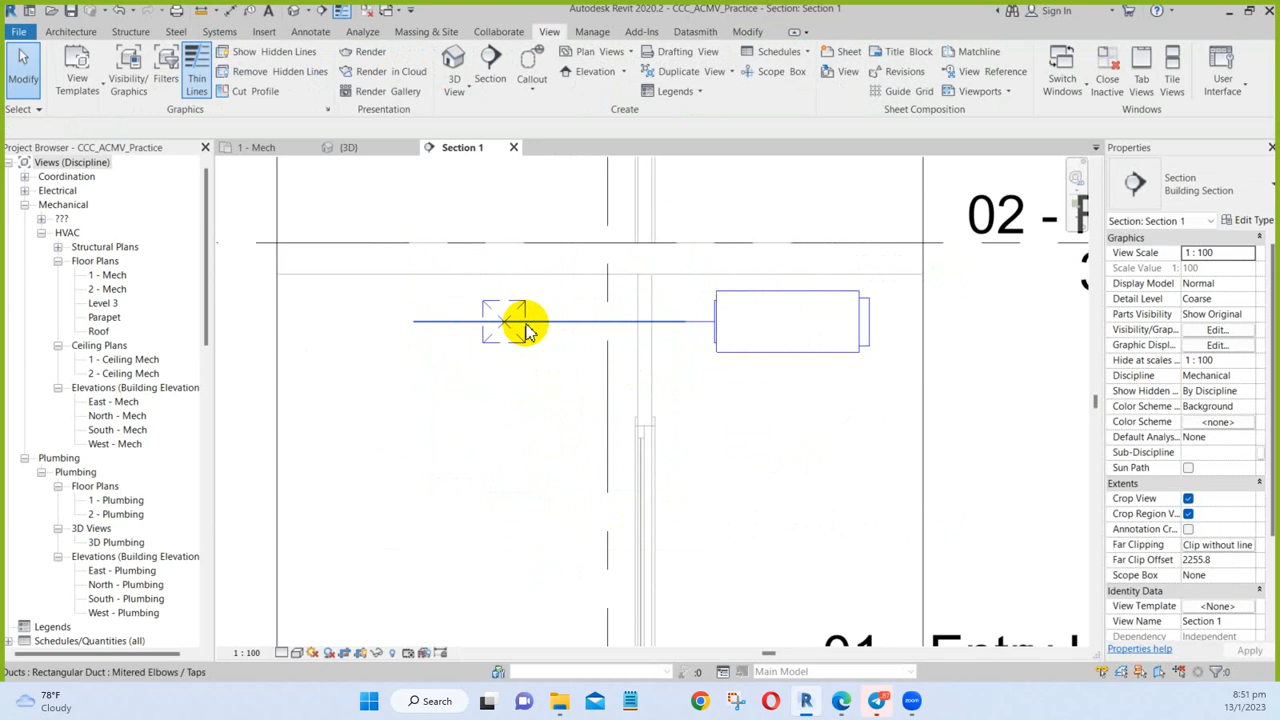 Autodesk Revit 2020.2 - CCC_ACMV_Practice - Section: Section 1
Sign In
File Architecture Structure Steel Systems Insert Annotate Analyze Massing & Site Collaborate View Manage Add-Ins Datasmith Modify
Modify
View Templates
Visibility/ Graphics
Filters
Thin Lines
Show Hidden Lines
Remove Hidden Lines
Cut Profile
Render
Render in Cloud
Render Gallery
3D View
Section
Callout
Plan Views
Elevation
Drafting View
Duplicate View
Legends
Schedules
Scope Box
Sheet
View
Title Block
Revisions
Guide Grid
Matchline
View Reference
Viewports
Switch Windows
Close Inactive
Tab Views
Tile Views
User Interface
Select Graphics Presentation Create Sheet Composition Windows
Project Browser - CCC_ACMV_Practice
Views (Discipline)
Coordination
Electrical
Mechanical
???
HVAC
Structural Plans
Floor Plans
1 - Mech
2 - Mech
Level 3
Parapet
Roof
Ceiling Plans
1 - Ceiling Mech
2 - Ceiling Mech
Elevations (Building Elevation
East - Mech
North - Mech
South - Mech
West - Mech
Plumbing
Plumbing
Floor Plans
1 - Plumbing
2 - Plumbing
3D Views
3D Plumbing
Elevations (Building Elevation
East - Plumbing
North - Plumbing
South - Plumbing
West - Plumbing
Legends
Schedules/Quantities (all)
1 - Mech {3D} Section 1
02 -
Properties
Section
Building Section
Section: Section 1 Edit Type
Graphics
View Scale 1 : 100
Scale Value 1: 100
Display Model Normal
Detail Level Coarse
Parts Visibility Show Original
Visibility/Grap... Edit...
Graphic Displ... Edit...
Hide at scales ... 1 : 100
Discipline Mechanical
Show Hidden ... By Discipline
Color Scheme ... Background
Color Scheme <none>
Default Analys... None
Sub-Discipline
Sun Path
Extents
Crop View
Crop Region V...
Annotation Cr...
Far Clipping Clip without line
Far Clip Offset 2255.8
Scope Box None
Identity Data
View Template <None>
View Name Section 1
Dependency Independent
Properties help Apply
1 : 100
Ducts : Rectangular Duct : Mitered Elbows / Taps
:0 Main Model :0
78°F
Cloudy
Search
8:51 pm
13/1/2023